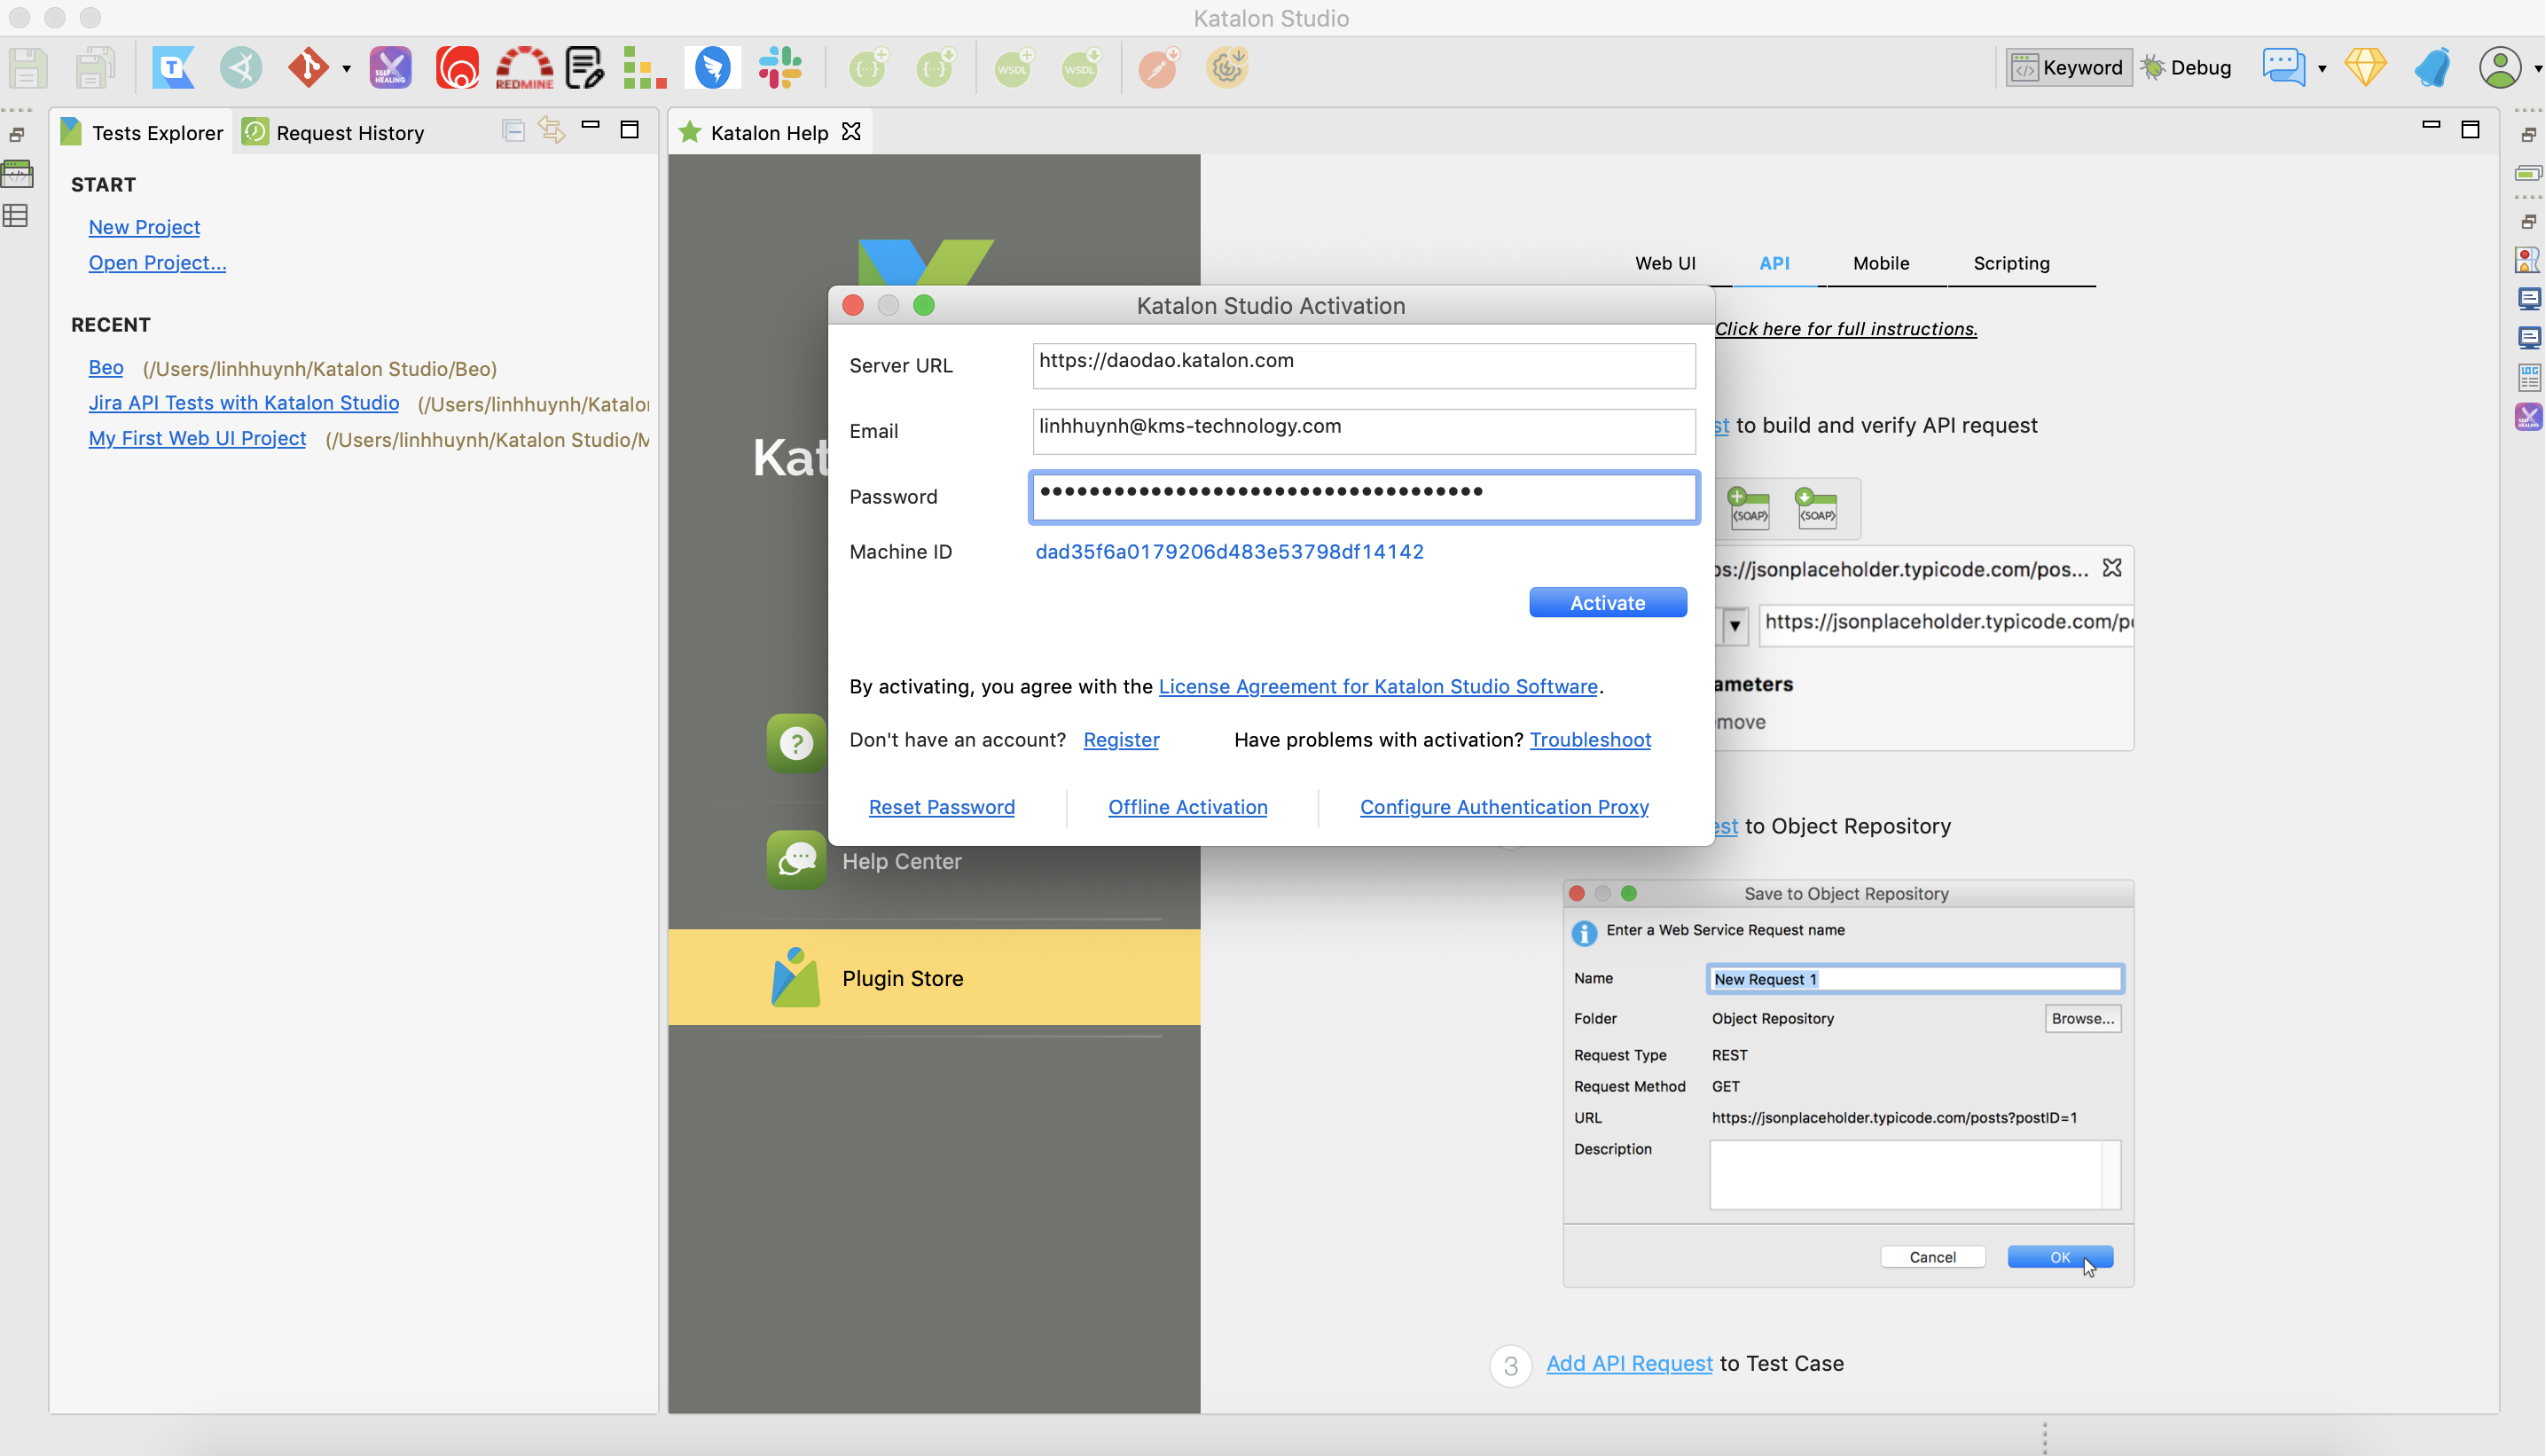 Katalon Studio
T
SELF-HEALING
REDMINE
{··}
{··}
WSDL
WSDL
Keyword
Debug
Tests Explorer
Request History
Katalon Help
START
New Project
Open Project...
RECENT
Beo (/Users/linhhuynh/Katalon Studio/Beo)
Jira API Tests with Katalon Studio (/Users/linhhuynh/Katalo
My First Web UI Project (/Users/linhhuynh/Katalon Studio/M
Kat
?
Help Center
Plugin Store
Katalon Studio Activation
Server URL https://daodao.katalon.com
Email linhhuynh@kms-technology.com
Password ••••••••••••••••••••••••••••••••••••
Machine ID dad35f6a0179206d483e53798df14142
Activate
By activating, you agree with the License Agreement for Katalon Studio Software.
Don't have an account? Register Have problems with activation? Troubleshoot
Reset Password Offline Activation Configure Authentication Proxy
Web UI API Mobile Scripting
Click here for full instructions.
st to build and verify API request
(SOAP) (SOAP)
ps://jsonplaceholder.typicode.com/pos...
https://jsonplaceholder.typicode.com/p
ameters
move
est to Object Repository
Save to Object Repository
Enter a Web Service Request name
Name New Request 1
Folder Object Repository Browse...
Request Type REST
Request Method GET
URL https://jsonplaceholder.typicode.com/posts?postID=1
Description
Cancel OK
3 Add API Request to Test Case
LOG